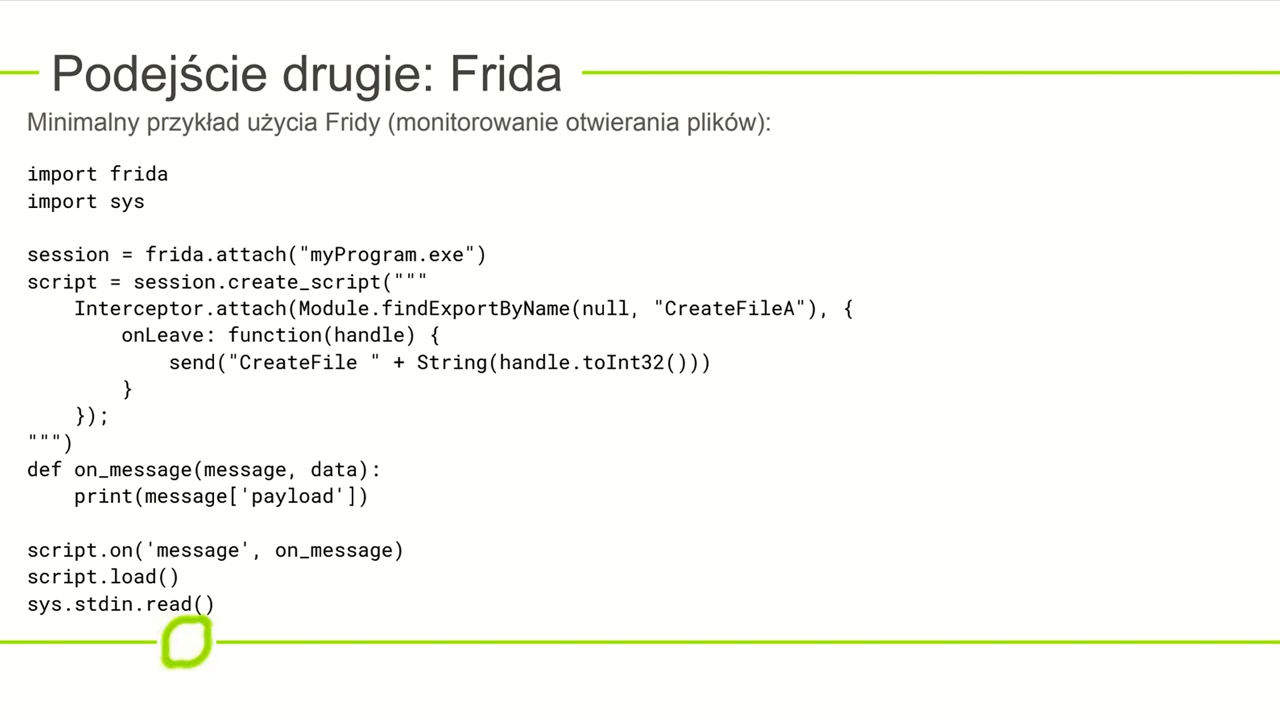 Podejście drugie: Frida
Minimalny przykład użycia Fridy (monitorowanie otwierania plików):
import frida
import sys
session = frida.attach("myProgram.exe")
script = session.create_script("""
    Interceptor.attach(Module.findExportByName(null, "CreateFileA"), {
        onLeave: function(handle) {
            send("CreateFile " + String(handle.toInt32()))
        }
    });
""")
def on_message(message, data):
    print(message['payload'])
script.on('message', on_message)
script.load()
sys.stdin.read()